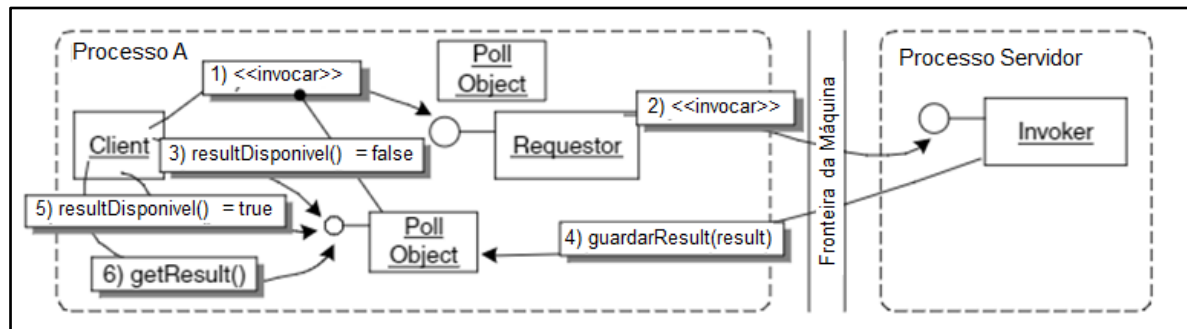 Processo A
Poll
Object
Processo Servidor
1) <<invocar>>
2) <<invocar>>
Client
Requestor
Invoker
3) resultDisponivel() = false
5) resultDisponivel() = true
Poll
Object
4) guardarResult(result)
6) getResult()
Fronteira da Máquina